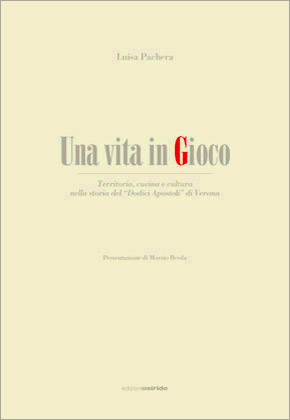 Luisa Pachera
Una vita in Gioco
Territorio, cucina e cultura
nella storia del "Dodici Apostoli" di Verona
Presentazione di Marzio Breda
edizioniosiride